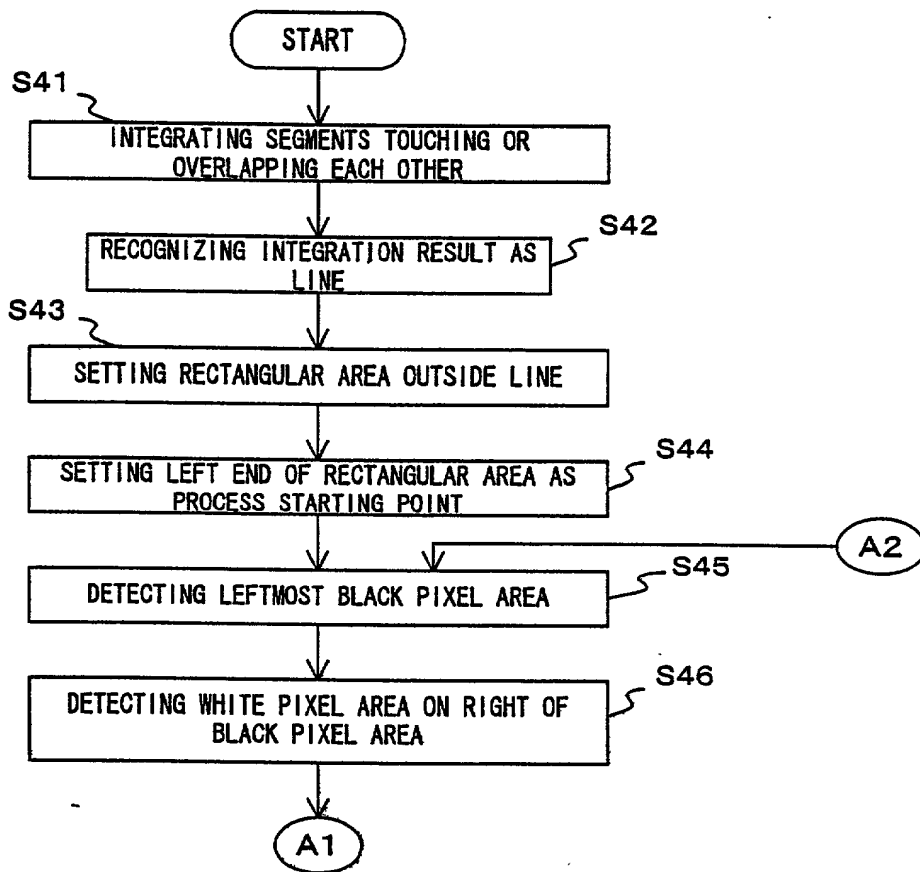 START
S41
INTEGRATING SEGMENTS TOUCHING OR
OVERLAPPING EACH OTHER
S42
RECOGNIZING INTEGRATION RESULT AS
LINE
S43
SETTING RECTANGULAR AREA OUTSIDE LINE
S44
SETTING LEFT END OF RECTANGULAR AREA AS
PROCESS STARTING POINT
A2
S45
DETECTING LEFTMOST BLACK PIXEL AREA
S46
DETECTING WHITE PIXEL AREA ON RIGHT OF
BLACK PIXEL AREA
A1